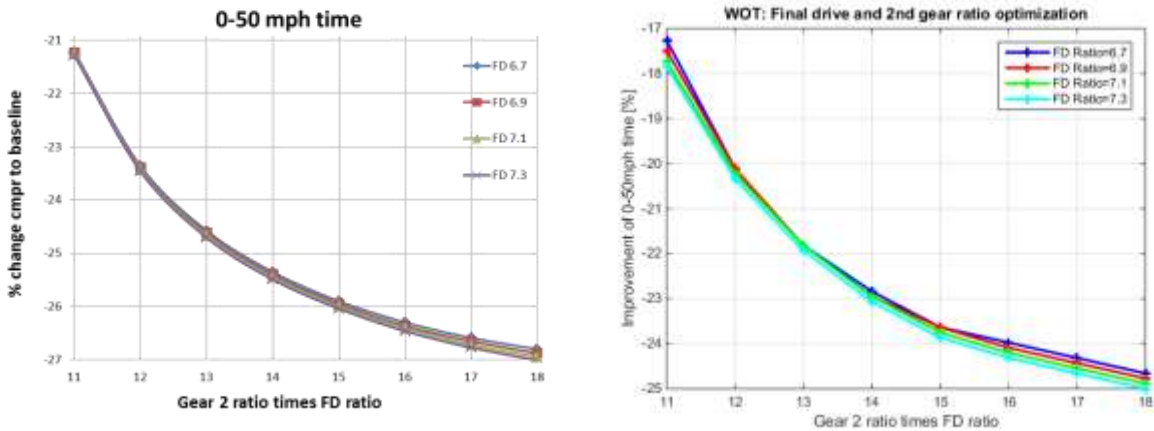 0-50 mph time
% change cmpr to baseline
-21
-22
-23
-24
-25
-26
-27
FD 6.7
FD 6.9
FD 7.1
FD 7.3
11 12 13 14 15 16 17 18
Gear 2 ratio times FD ratio
WOT: Final drive and 2nd gear ratio optimization
Improvement of 0-50mph time [%]
-17
-18
-19
-20
-21
-22
-23
-24
-25
FD Ratio=6.7
FD Ratio=6.9
FD Ratio=7.1
FD Ratio=7.3
11 12 13 14 15 16 17 18
Gear 2 ratio times FD ratio